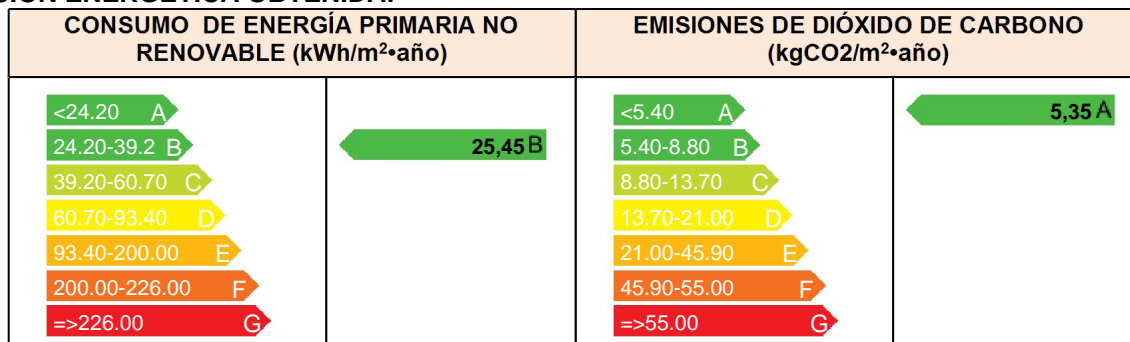 CIÓN ENERGÉTICA OBTENIDA:
CONSUMO DE ENERGÍA PRIMARIA NO
RENOVABLE (kWh/m²•año)
<24.20 A
24.20-39.2 B
39.20-60.70 C
60.70-93.40 D
93.40-200.00 E
200.00-226.00 F
=>226.00 G
25,45 B
EMISIONES DE DIÓXIDO DE CARBONO
(kgCO2/m²•año)
<5.40 A
5.40-8.80 B
8.80-13.70 C
13.70-21.00 D
21.00-45.90 E
45.90-55.00 F
=>55.00 G
5,35 A